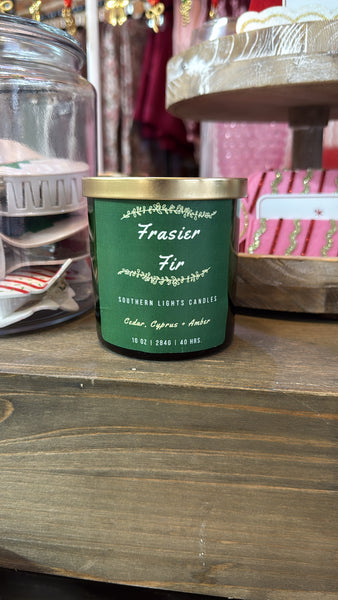 Frasier
Fir
SOUTHERN LIGHTS CANDLES
Cedar, Cyprus + Amber
10 OZ | 284G | 40 HRS.